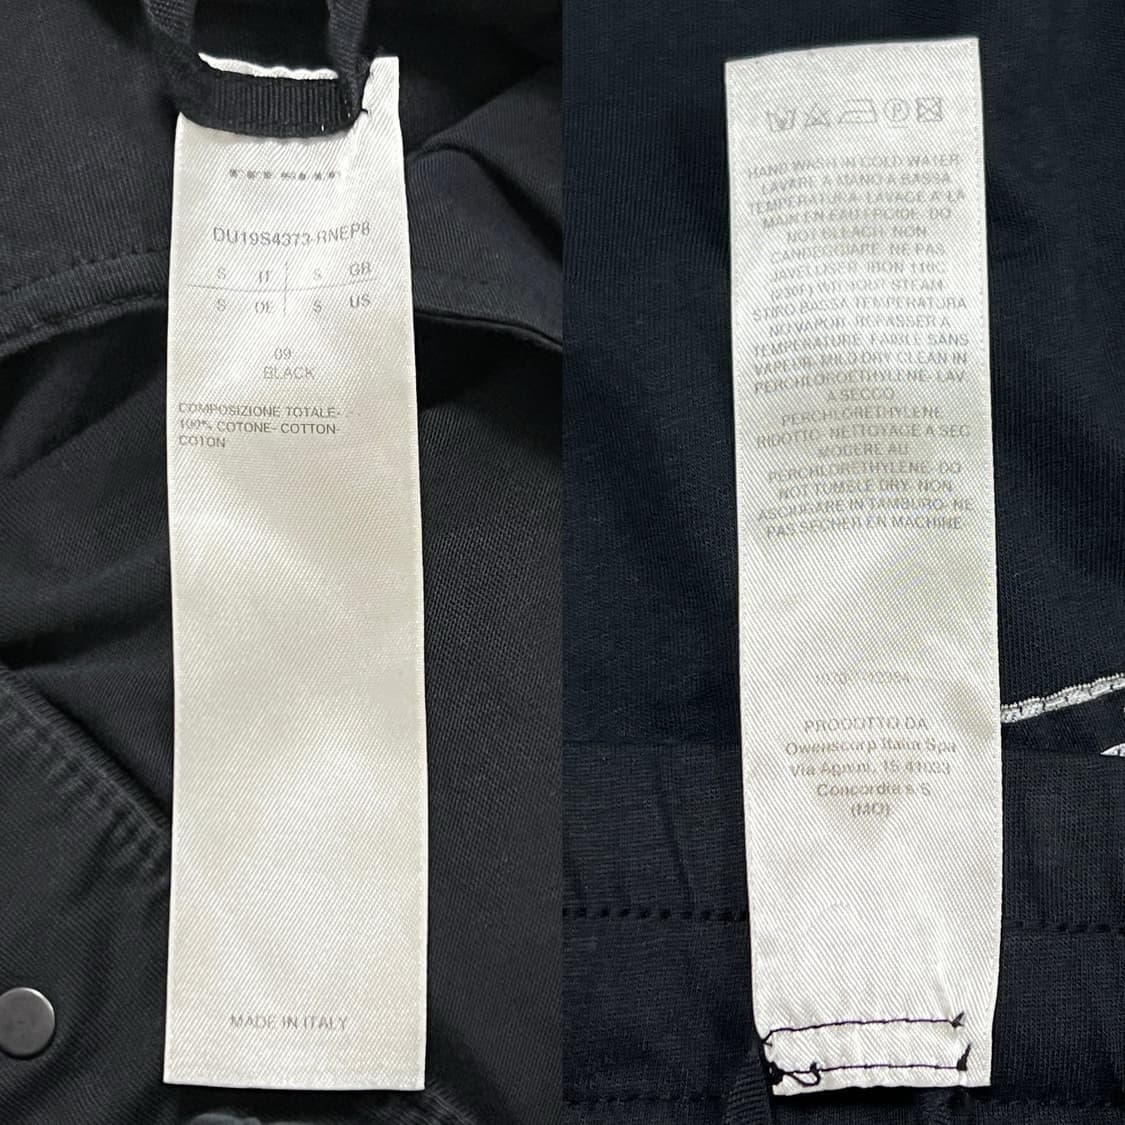 DU19S4373-RNEPB
S IT S GB
S DE S US
09
BLACK
COMPOSIZIONE TOTALE- -
100% COTONE- COTTON-
COTON
MADE IN ITALY
HAND WASH IN COLD WATER-
LAVARE A MANO A BASSA
TEMPERATURA- LAVAGE A LA
MAIN EN EAU FROIDE- DO
NOT BLEACH- NON
CANDEGGIARE- NE PAS
JAVELLISER- IRON 110C
WITHOUT STEAM
STIRO BASSA TEMPERATURA
NO VAPOR- REPASSER A
TEMPERATURE FAIBLE SANS
VAPEUR- MILD DRY CLEAN IN
PERCHLOROETHYLENE- LAV.
A SECCO
PERCHLORETHYLENE
RIDOTTO- NETTOYAGE A SEC
MODERE AU
PERCHLORETHYLENE- DO
NOT TUMBLE DRY- NON
ASCIUGARE IN TAMBURO- NE
PAS SECHER EN MACHINE
PRODOTTO DA
Owenscorp Italia Spa
Via Agnini, 15 41033
Concordia s S
(MO)